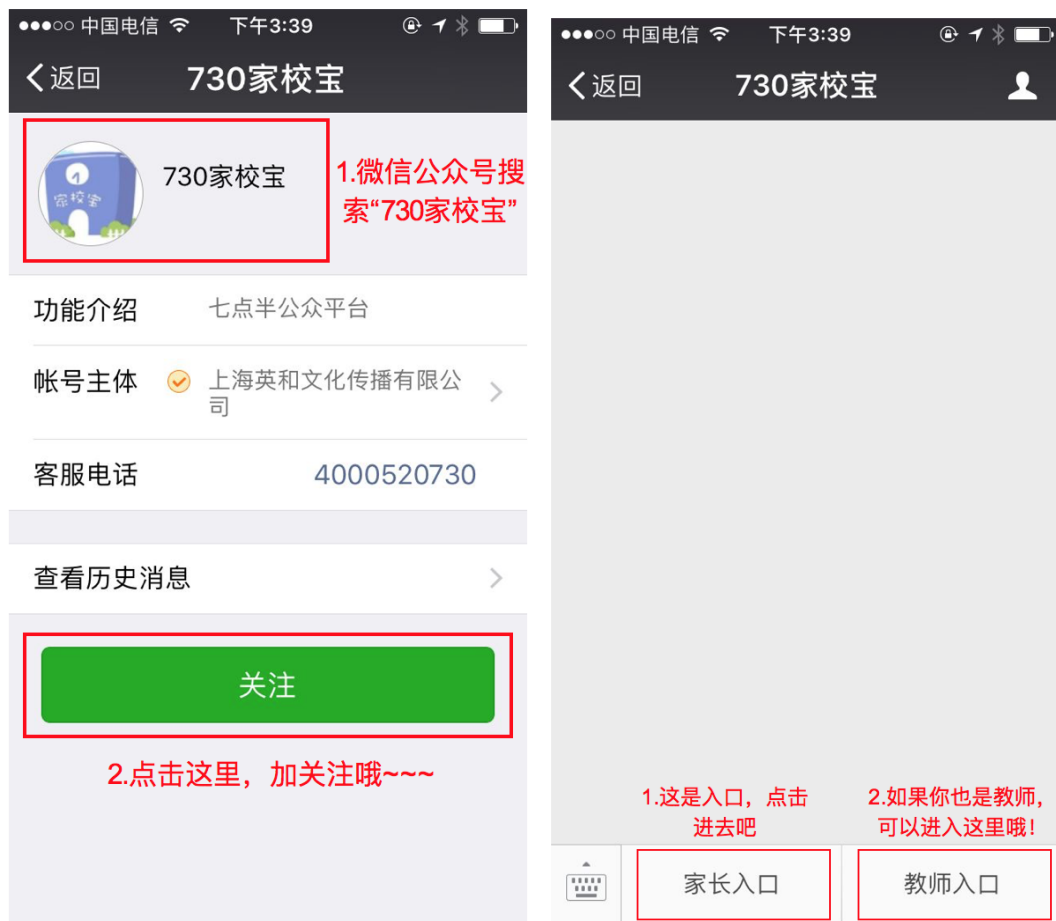 中国电信
下午3:39
返回
730家校宝
家校宝
730家校宝
1.微信公众号搜
索“730家校宝”
功能介绍
七点半公众平台
帐号主体
上海英和文化传播有限公
司
客服电话
4000520730
查看历史消息
关注
2.点击这里，加关注哦~~~
中国电信
下午3:39
返回
730家校宝
1.这是入口，点击
进去吧
2.如果你也是教师，
可以进入这里哦！
家长入口
教师入口